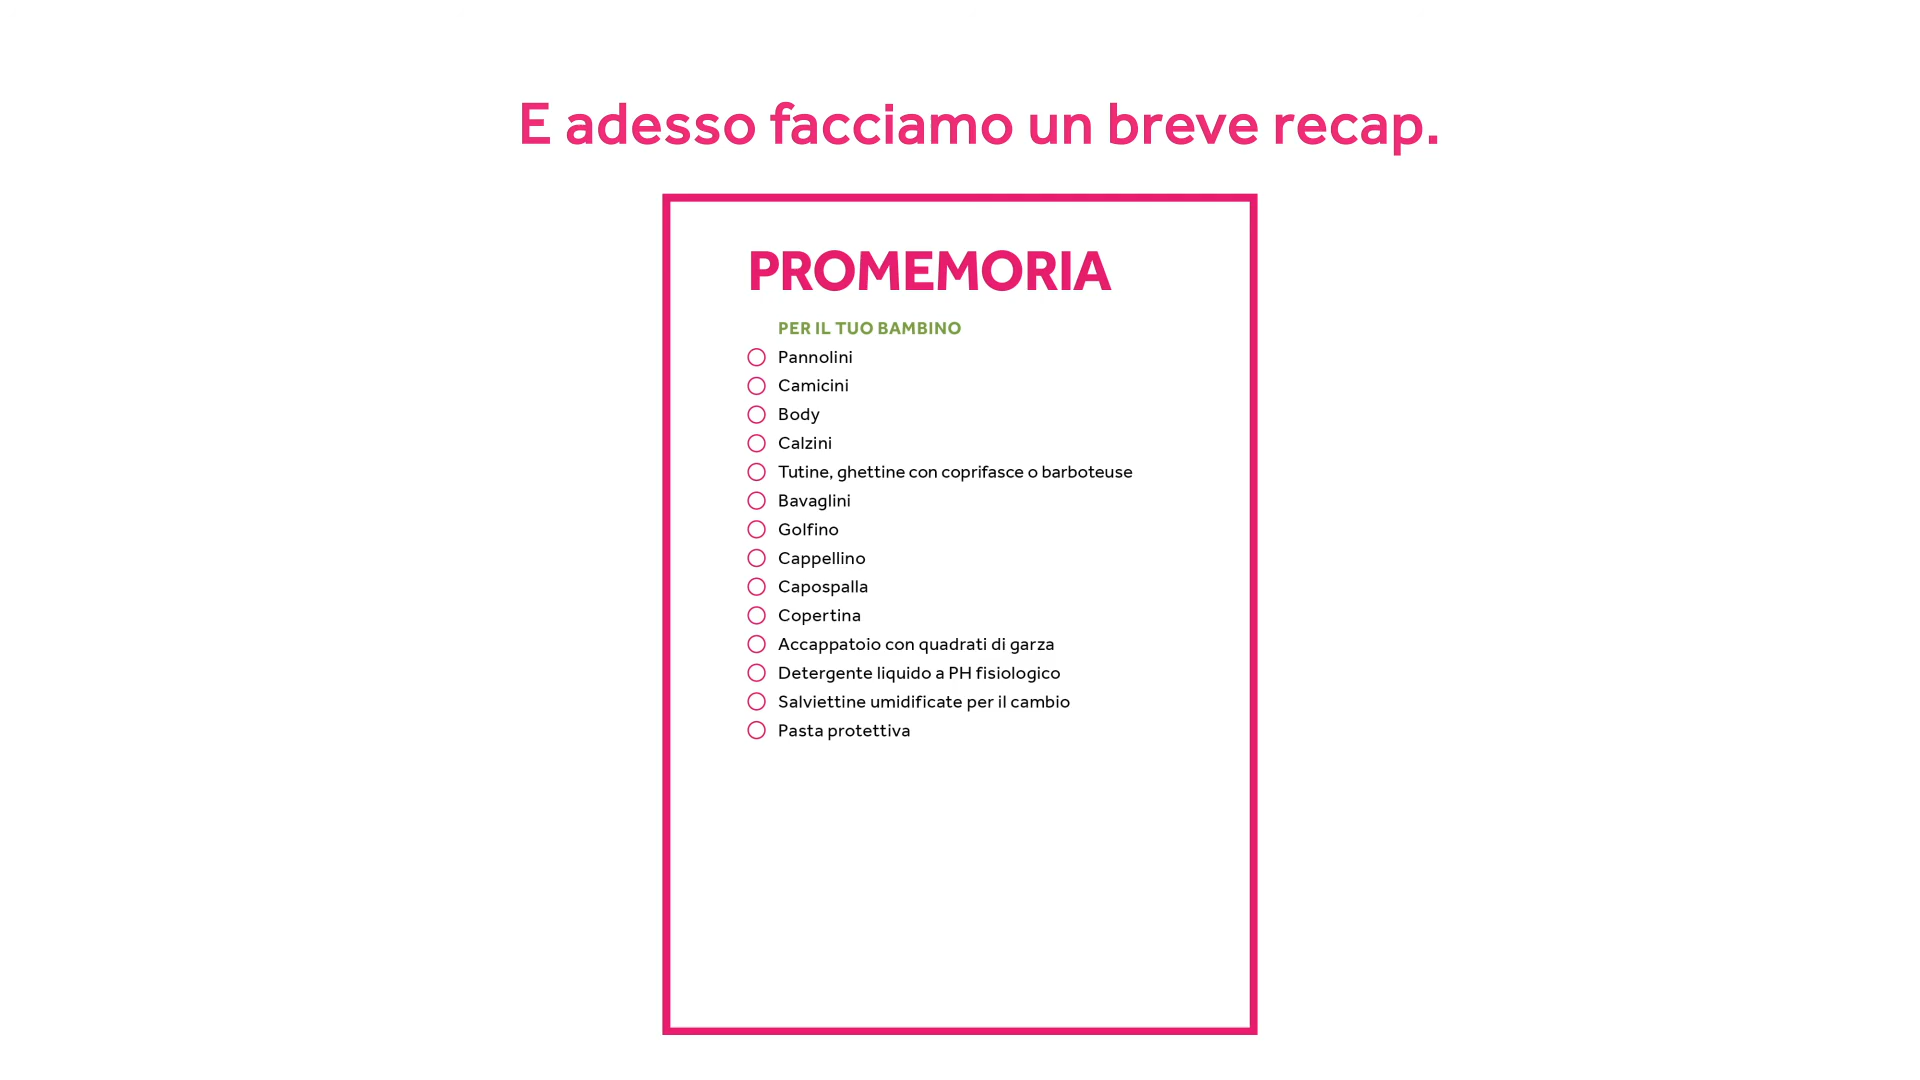 E adesso facciamo un breve recap.
PROMEMORIA
PER IL TUO BAMBINO
Pannolini
Camicini
Body
Calzini
Tutine, ghettine con coprifasce o barboteuse
Bavaglini
Golfino
Cappellino
Capospalla
Copertina
Accappatoio con quadrati di garza
Detergente liquido a PH fisiologico
Salviettine umidificate per il cambio
Pasta protettiva